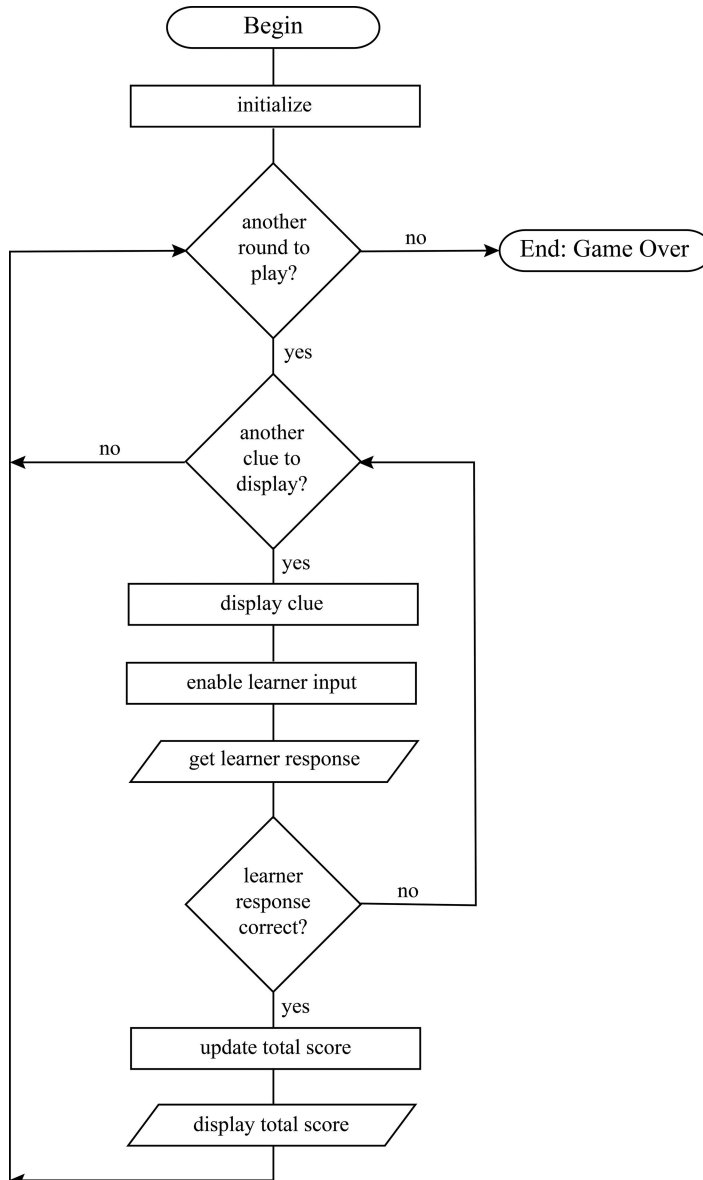 Begin
initialize
another
round to
play?
no
End: Game Over
yes
another
clue to
display?
no
yes
display clue
enable learner input
get learner response
learner
response
correct?
no
yes
update total score
display total score